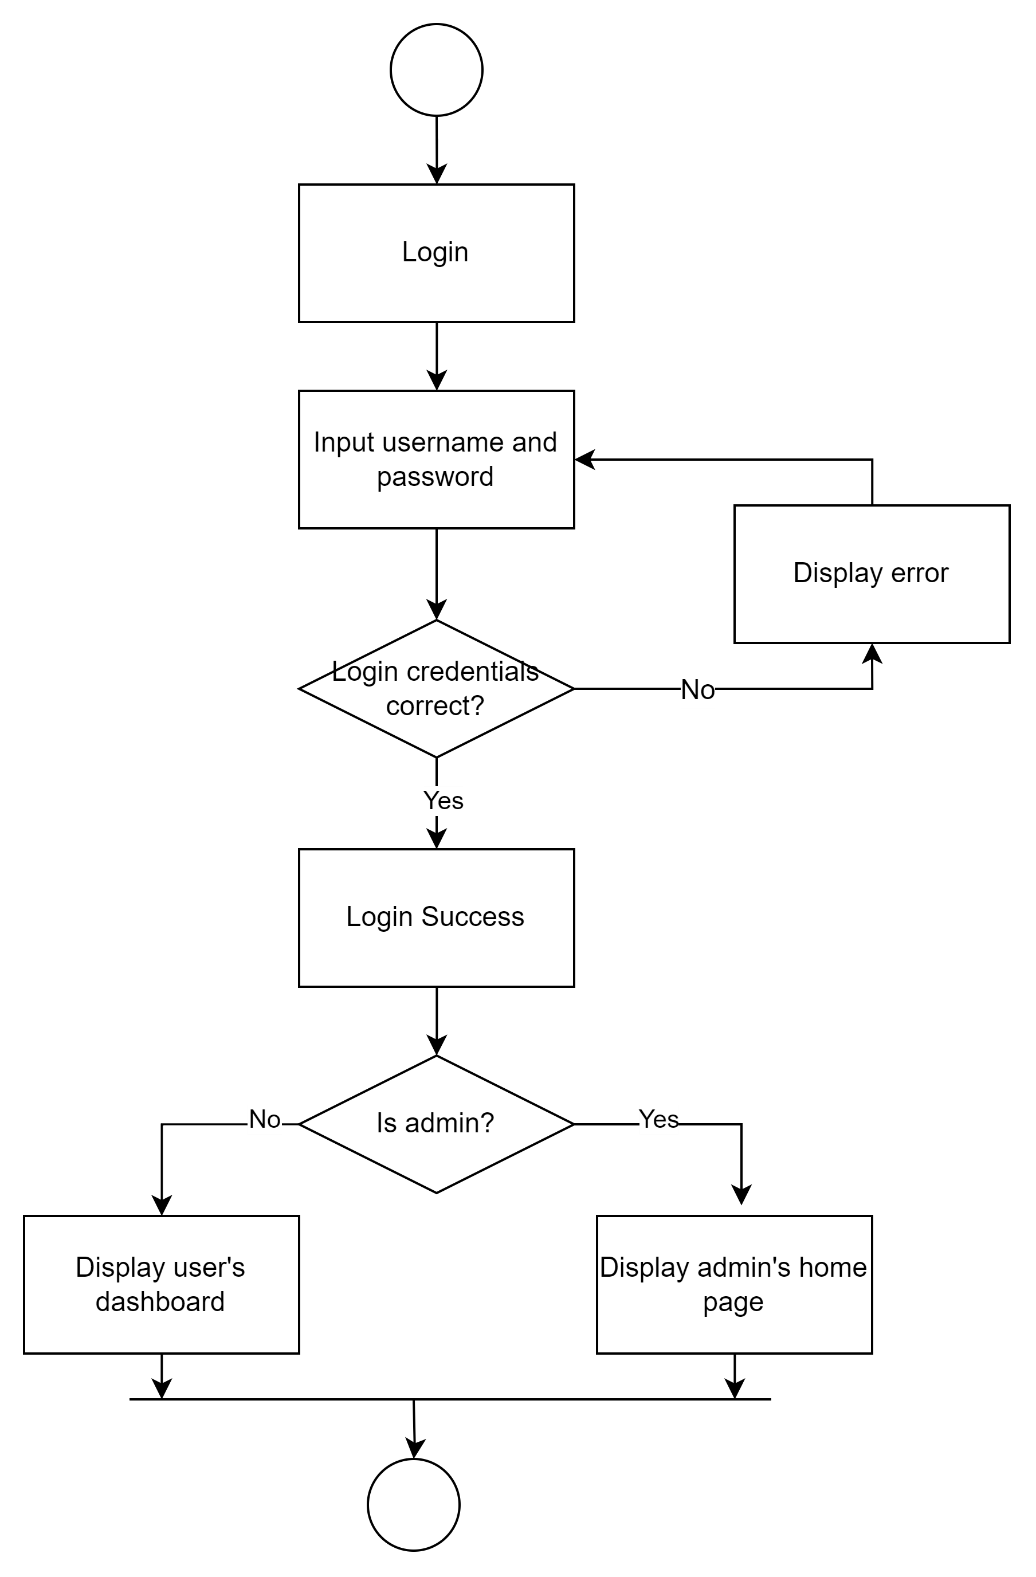 Login
Input username and
password
Display error
Login credentials
correct?
No
Yes
Login Success
Is admin?
No
Yes
Display user's
dashboard
Display admin's home
page